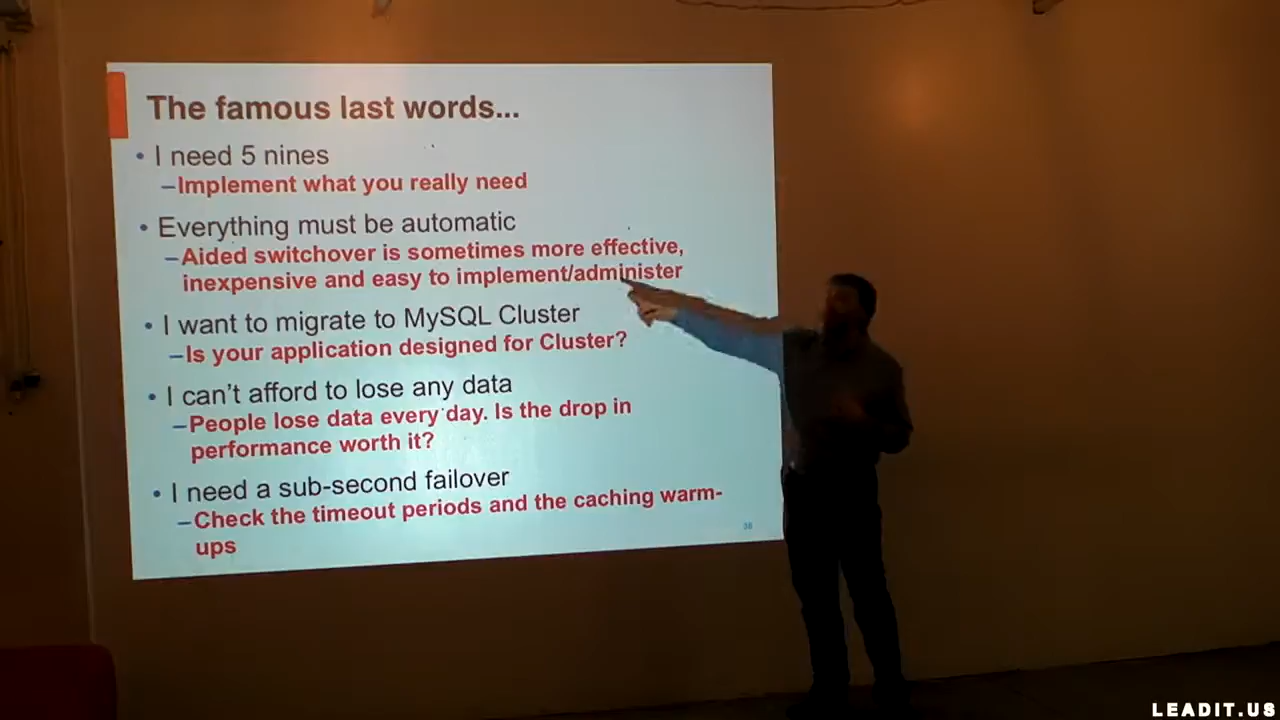 The famous last words...
• I need 5 nines
–Implement what you really need
• Everything must be automatic
–Aided switchover is sometimes more effective,
inexpensive and easy to implement/administer
• I want to migrate to MySQL Cluster
–Is your application designed for Cluster?
• I can't afford to lose any data
–People lose data every day. Is the drop in
performance worth it?
• I need a sub-second failover
–Check the timeout periods and the caching warm-
ups
38
LEADIT.US